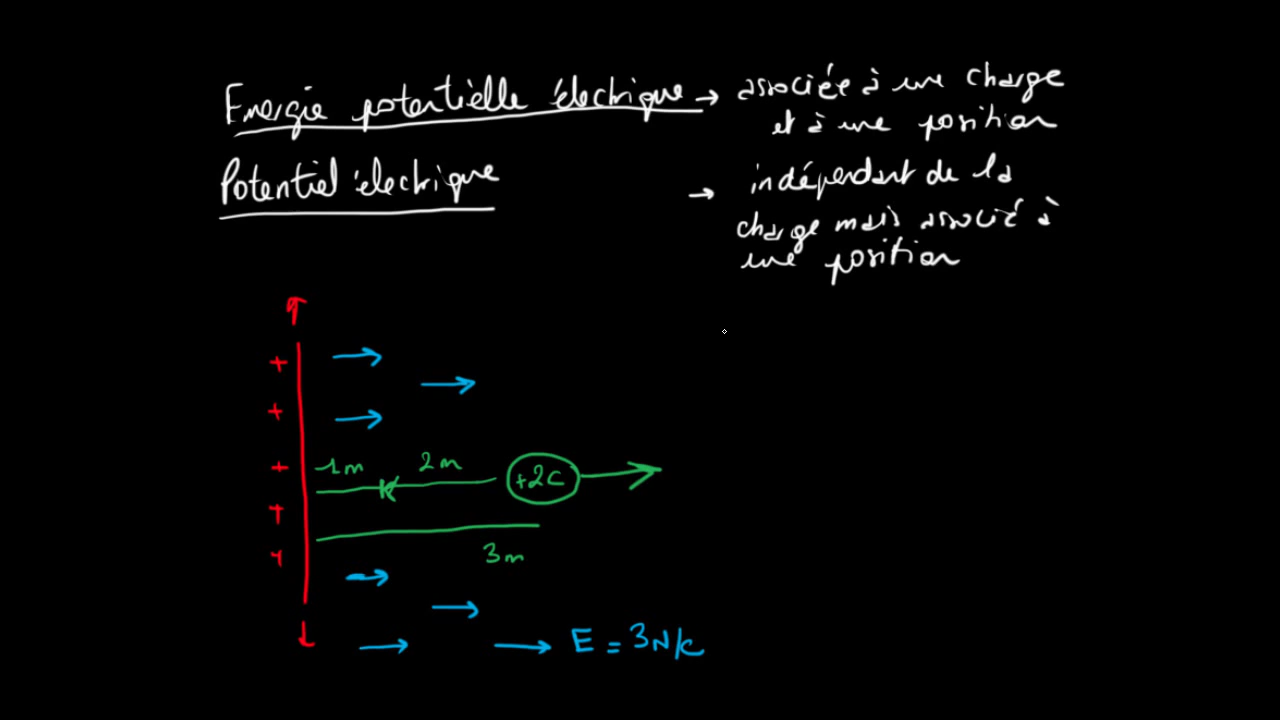 Energie potentielle électrique → associée à une charge
et à une position
Potentiel électrique → indépendant de la
charge mais associé à
une position
+
+
+ 1m 2m +2C
+
+
3m
E = 3N/C